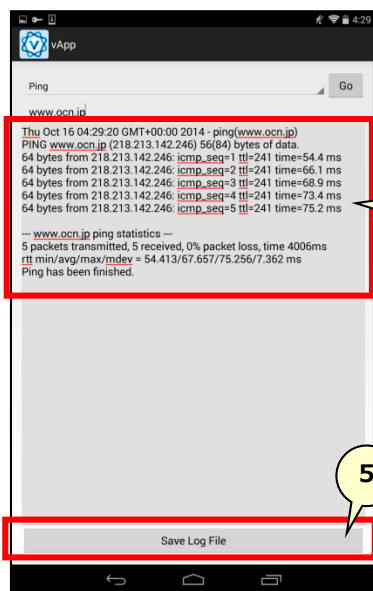 4:29
vApp
Ping
Go
www.ocn.jp
Thu Oct 16 04:29:20 GMT+00:00 2014 - ping(www.ocn.jp)
PING www.ocn.jp (218.213.142.246) 56(84) bytes of data.
64 bytes from 218.213.142.246: icmp_seq=1 ttl=241 time=54.4 ms
64 bytes from 218.213.142.246: icmp_seq=2 ttl=241 time=66.1 ms
64 bytes from 218.213.142.246: icmp_seq=3 ttl=241 time=68.9 ms
64 bytes from 218.213.142.246: icmp_seq=4 ttl=241 time=73.4 ms
64 bytes from 218.213.142.246: icmp_seq=5 ttl=241 time=75.2 ms
--- www.ocn.jp ping statistics ---
5 packets transmitted, 5 received, 0% packet loss, time 4006ms
rtt min/avg/max/mdev = 54.413/67.657/75.256/7.362 ms
Ping has been finished.
5
Save Log File